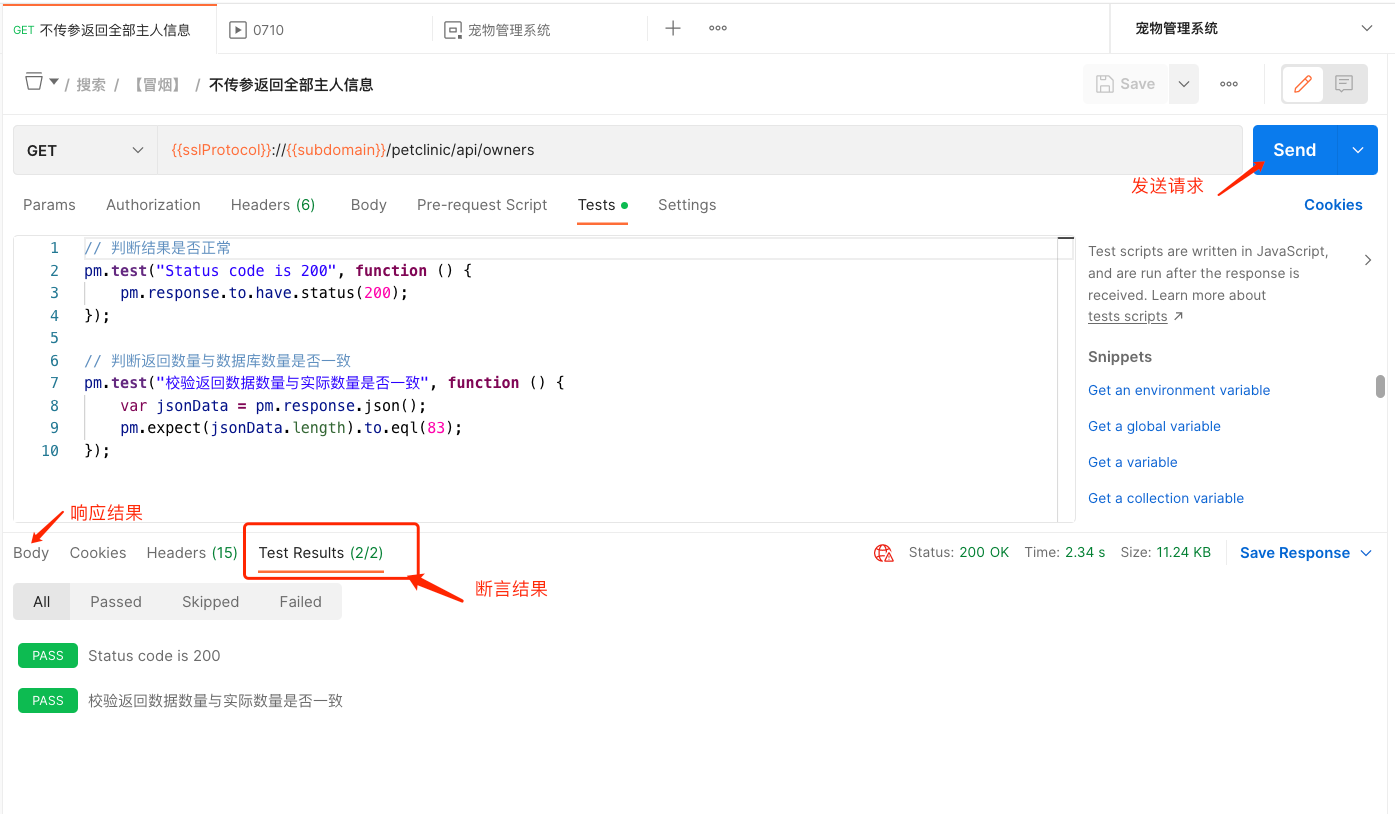 GET 不传参返回全部主人信息 0710 宠物管理系统 宠物管理系统
/ 搜索 / 【冒烟】 / 不传参返回全部主人信息 Save
GET {{sslProtocol}}://{{subdomain}}/petclinic/api/owners Send
发送请求
Params Authorization Headers (6) Body Pre-request Script Tests Settings Cookies
1 // 判断结果是否正常
2 pm.test("Status code is 200", function () {
3 pm.response.to.have.status(200);
4 });
5
6 // 判断返回数量与数据库数量是否一致
7 pm.test("校验返回数据数量与实际数量是否一致", function () {
8 var jsonData = pm.response.json();
9 pm.expect(jsonData.length).to.eql(83);
10 });
Test scripts are written in JavaScript,
and are run after the response is
received. Learn more about
tests scripts
Snippets
Get an environment variable
Get a global variable
Get a variable
Get a collection variable
响应结果
Body Cookies Headers (15) Test Results (2/2) Status: 200 OK Time: 2.34 s Size: 11.24 KB Save Response
断言结果
All Passed Skipped Failed
PASS Status code is 200
PASS 校验返回数据数量与实际数量是否一致